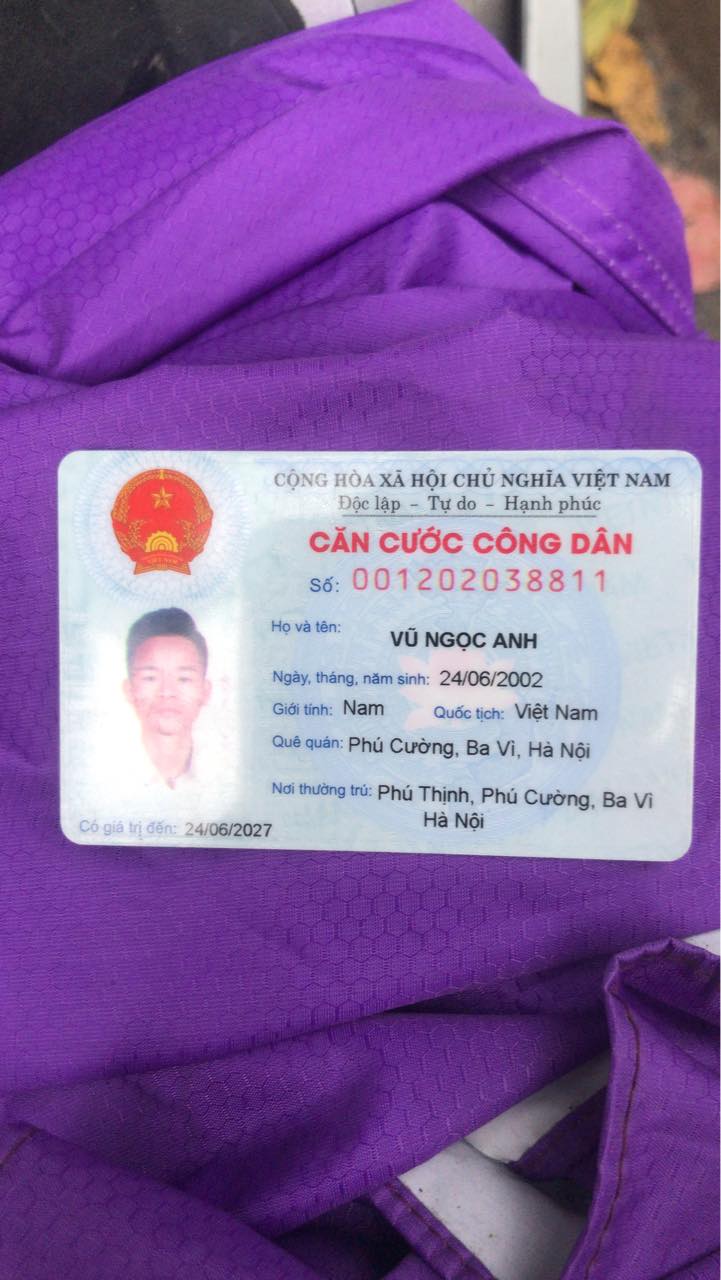 CỘNG HÒA XÃ HỘI CHỦ NGHĨA VIỆT NAM
Độc lập - Tự do - Hạnh phúc
CĂN CƯỚC CÔNG DÂN
Số: 001202038811
Họ và tên: VŨ NGỌC ANH
Ngày, tháng, năm sinh: 24/06/2002
Giới tính: Nam Quốc tịch: Việt Nam
Quê quán: Phú Cường, Ba Vì, Hà Nội
Nơi thường trú: Phú Thịnh, Phú Cường, Ba Vì
Hà Nội
Có giá trị đến: 24/06/2027
VIỆT NAM